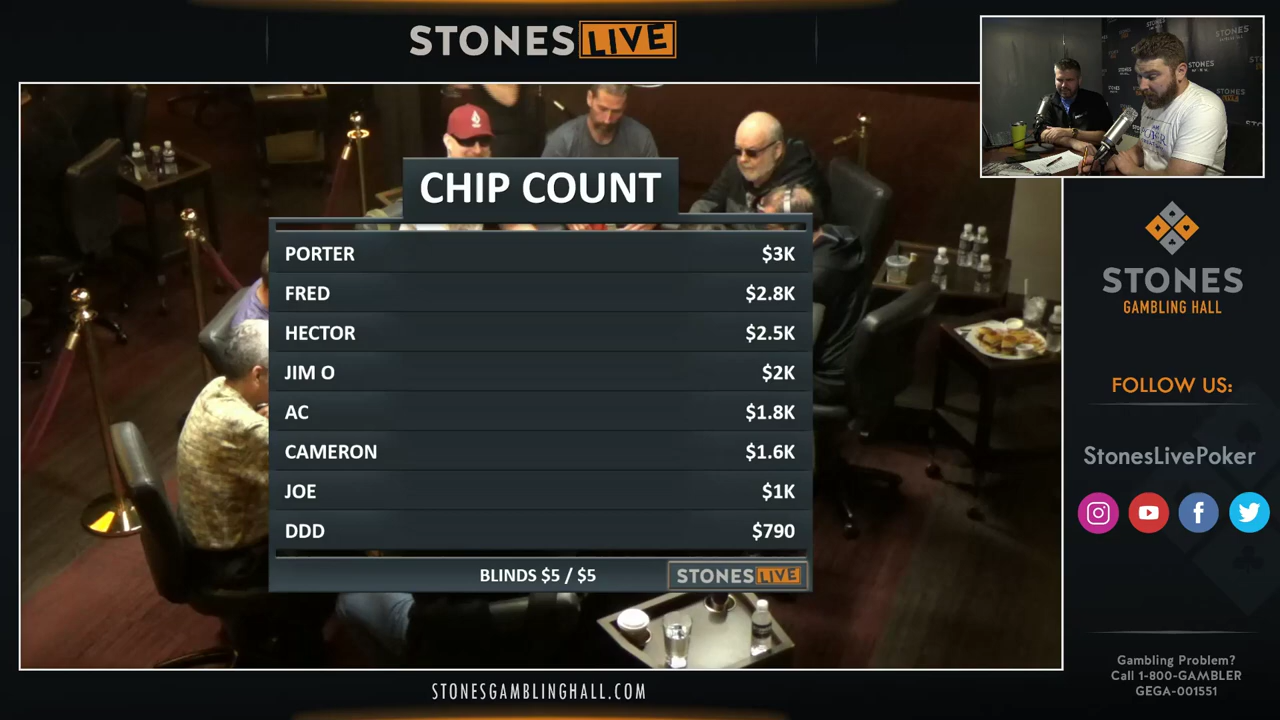 STONES LIVE
CHIP COUNT
PORTER $3K
FRED $2.8K
HECTOR $2.5K
JIM O $2K
AC $1.8K
CAMERON $1.6K
JOE $1K
DDD $790
BLINDS $5 / $5 STONES LIVE
STONES
GAMBLING HALL
FOLLOW US:
StonesLivePoker
Gambling Problem?
Call 1-800-GAMBLER
GEGA-001551
STONESGAMBLINGHALL.COM